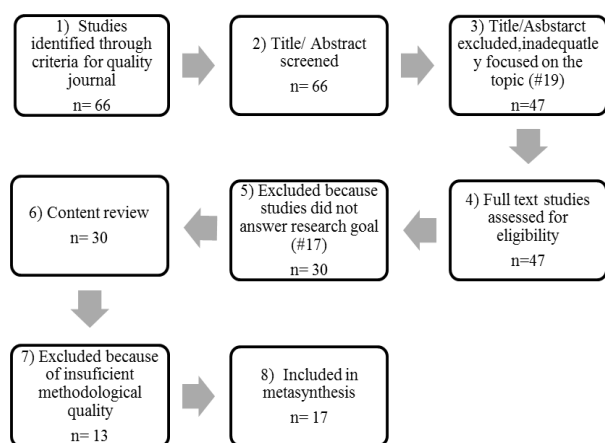 1) Studies
identified through
criteria for quality
journal
n= 66
2) Title/ Abstract
screened
n= 66
3) Title/Asbstarct
excluded,inadequatle
y focused on the
topic (#19)
n=47
4) Full text studies
assessed for
eligibility
n=47
5) Excluded because
studies did not
answer research goal
(#17)
n= 30
6) Content review
n= 30
7) Excluded because
of insufficient
methodological
quality
n= 13
8) Included in
metasynthesis
n= 17